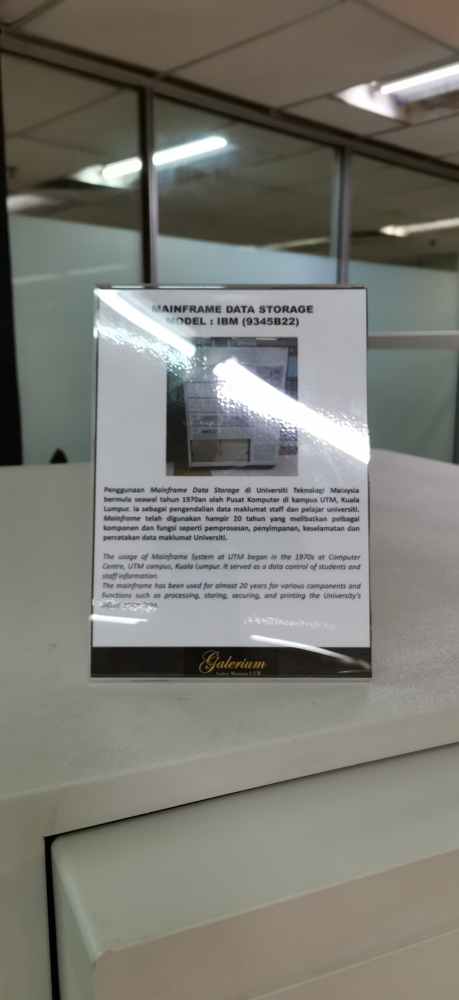 MAINFRAME DATA STORAGE
MODEL : IBM (9345B22)
Penggunaan Mainframe Data Storage di Universiti Teknologi Malaysia
bermula seawal tahun 1970an oleh Pusat Komputer di kampus UTM, Kuala
Lumpur. Ia sebagai pengendalian data maklumat staff dan pelajar universiti.
Mainframe telah digunakan hampir 20 tahun yang melibatkan pelbagai
komponen dan fungsi seperti pemprosesan, penyimpanan, keselamatan dan
percetakan data maklumat Universiti.
The usage of Mainframe System at UTM began in the 1970s at Computer
Centre, UTM campus, Kuala Lumpur. It served as a data control of students and
staff information.
The mainframe has been used for almost 20 years for various components and
functions such as processing, storing, securing, and printing the University's
information data.
Galerium
Galeri Muzium UTM